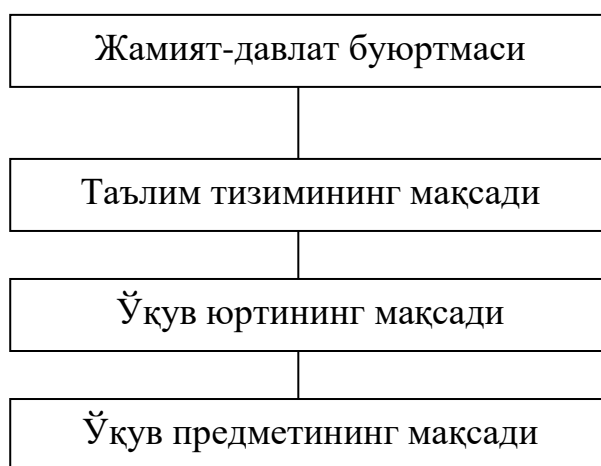 Жамият-давлат буюртмаси
Таълим тизимининг мақсади
Ўқув юртининг мақсади
Ўқув предметининг мақсади